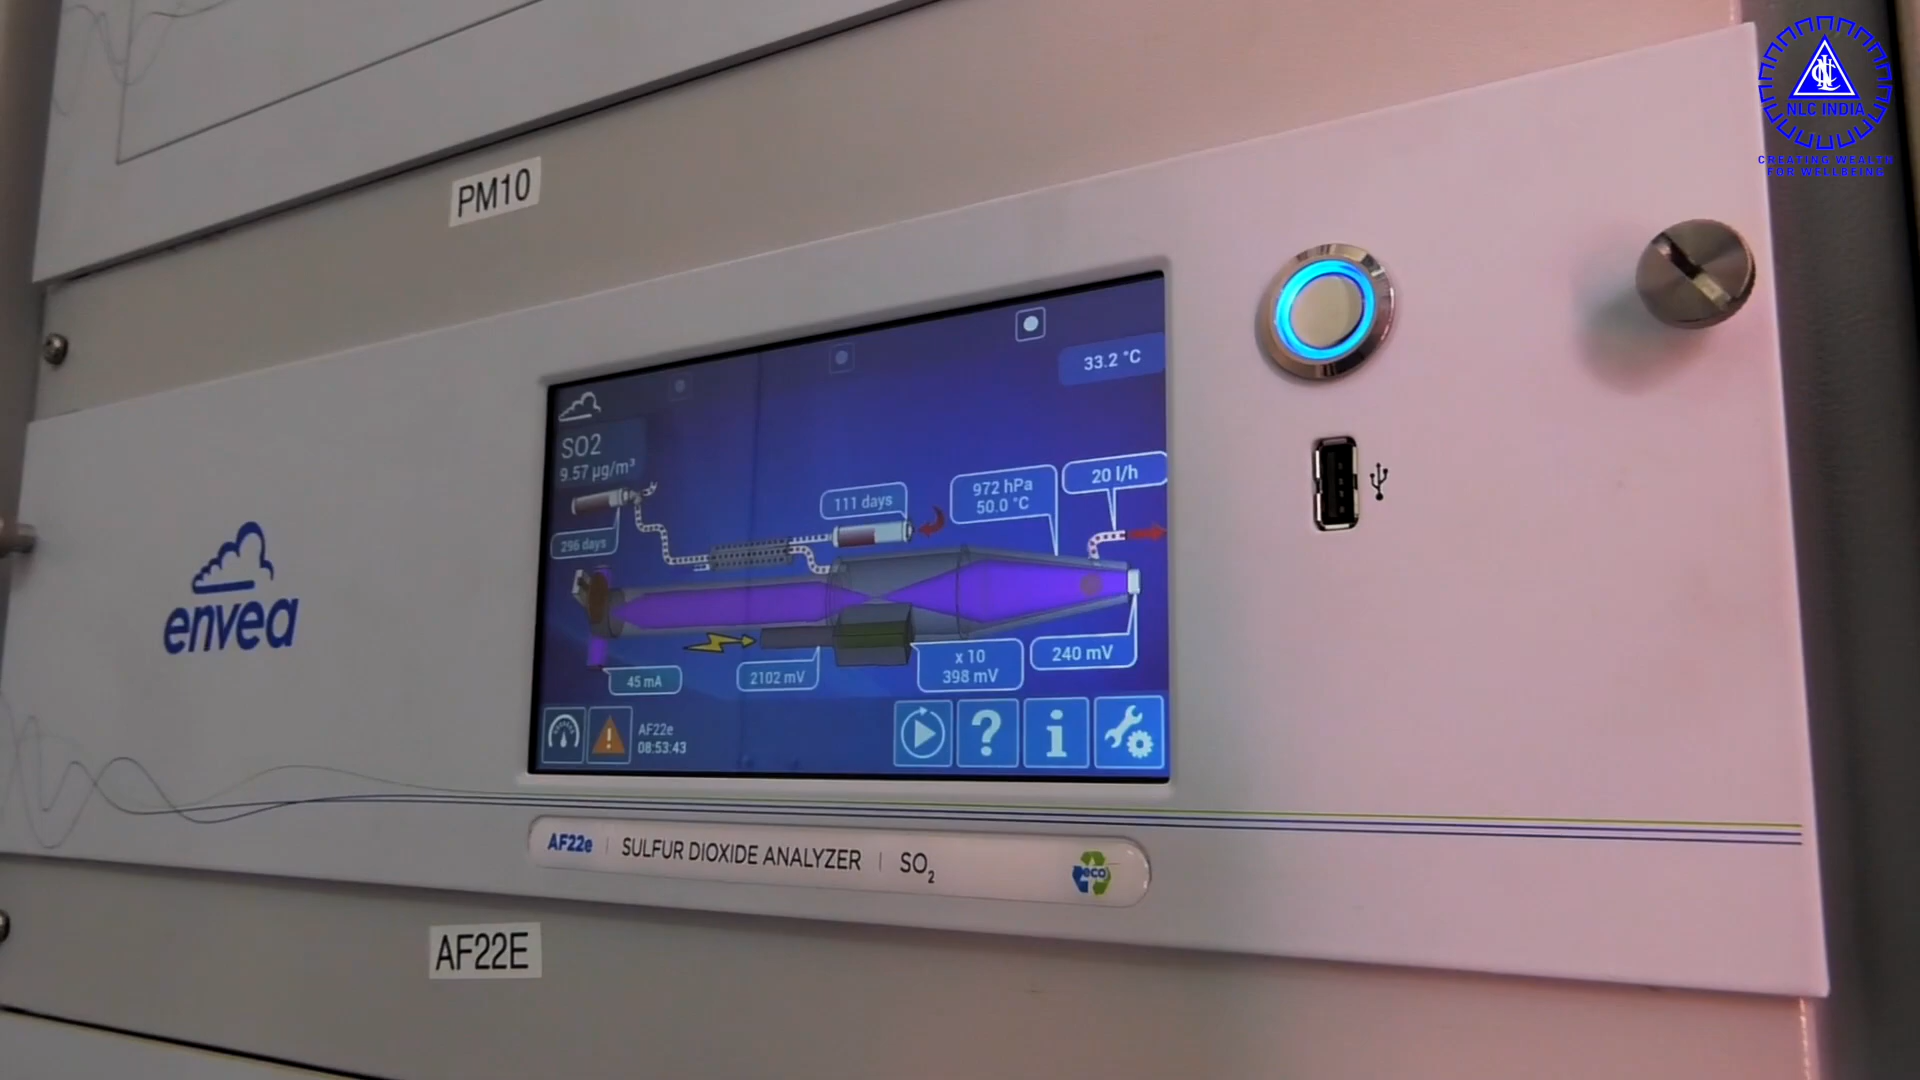 NLC INDIA
CREATING WEALTH
FOR WELLBEING
PM10
33.2 °C
SO2
9.57 µg/m³
296 days
111 days
972 hPa
50.0 °C
20 l/h
45 mA
2102 mV
x 10
398 mV
240 mV
AF22e
08:53:43
envea
AF22e | SULFUR DIOXIDE ANALYZER | SO₂
eco
AF22E